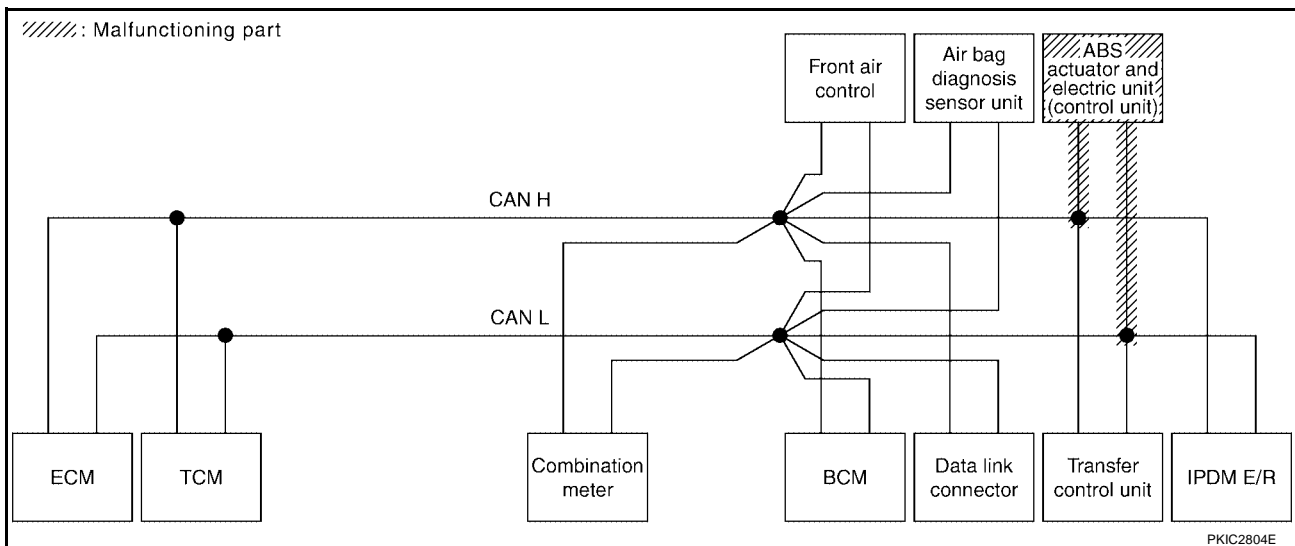 : Malfunctioning part
Front air
control
Air bag
diagnosis
sensor unit
ABS
actuator and
electric unit
(control unit)
CAN H
CAN L
ECM
TCM
Combination
meter
BCM
Data link
connector
Transfer
control unit
IPDM E/R
PKIC2804E